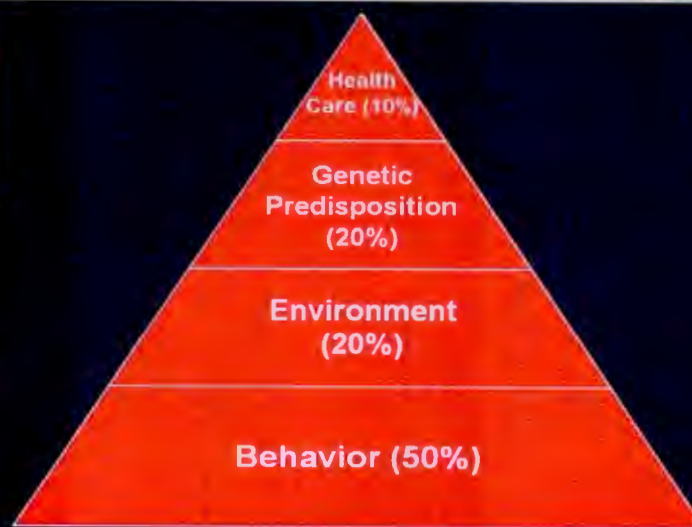 Health
Care (10%)
Genetic
Predisposition
(20%)
Environment
(20%)
Behavior (50%)